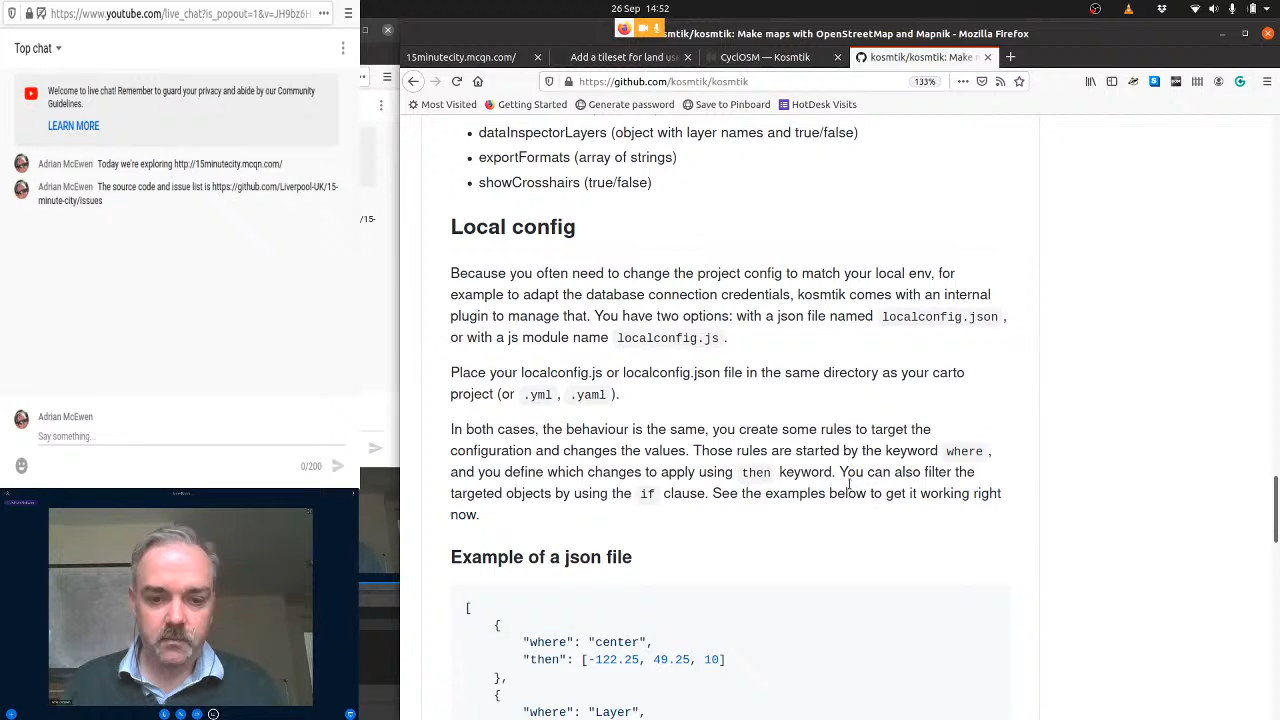 26 Sep 14:52
https://www.youtube.com/live_chat?is_popout=1&v=JH9bz6H
Top chat
Welcome to live chat! Remember to guard your privacy and abide by our Community
Guidelines.
LEARN MORE
Adrian McEwen Today we're exploring http://15minutecity.mcqn.com/
Adrian McEwen The source code and issue list is https://github.com/Liverpool-UK/15-
minute-city/issues
Adrian McEwen
Say something...
0/200
/15-
smtik/kosmtik: Make maps with OpenStreetMap and Mapnik - Mozilla Firefox
15minutecity.mcqn.com/
Add a tileset for land use
CyclOSM — Kosmtik
kosmtik/kosmtik: Make m
https://github.com/kosmtik/kosmtik
133%
Most Visited
Getting Started
Generate password
Save to Pinboard
HotDesk Visits
dataInspectorLayers (object with layer names and true/false)
exportFormats (array of strings)
showCrosshairs (true/false)
Local config
Because you often need to change the project config to match your local env, for
example to adapt the database connection credentials, kosmtik comes with an internal
plugin to manage that. You have two options: with a json file named localconfig.json ,
or with a js module name localconfig.js .
Place your localconfig.js or localconfig.json file in the same directory as your carto
project (or .yml , .yaml ).
In both cases, the behaviour is the same, you create some rules to target the
configuration and changes the values. Those rules are started by the keyword where ,
and you define which changes to apply using then keyword. You can also filter the
targeted objects by using the if clause. See the examples below to get it working right
now.
Example of a json file
[
{
"where": "center",
"then": [-122.25, 49.25, 10]
},
{
"where": "Layer",